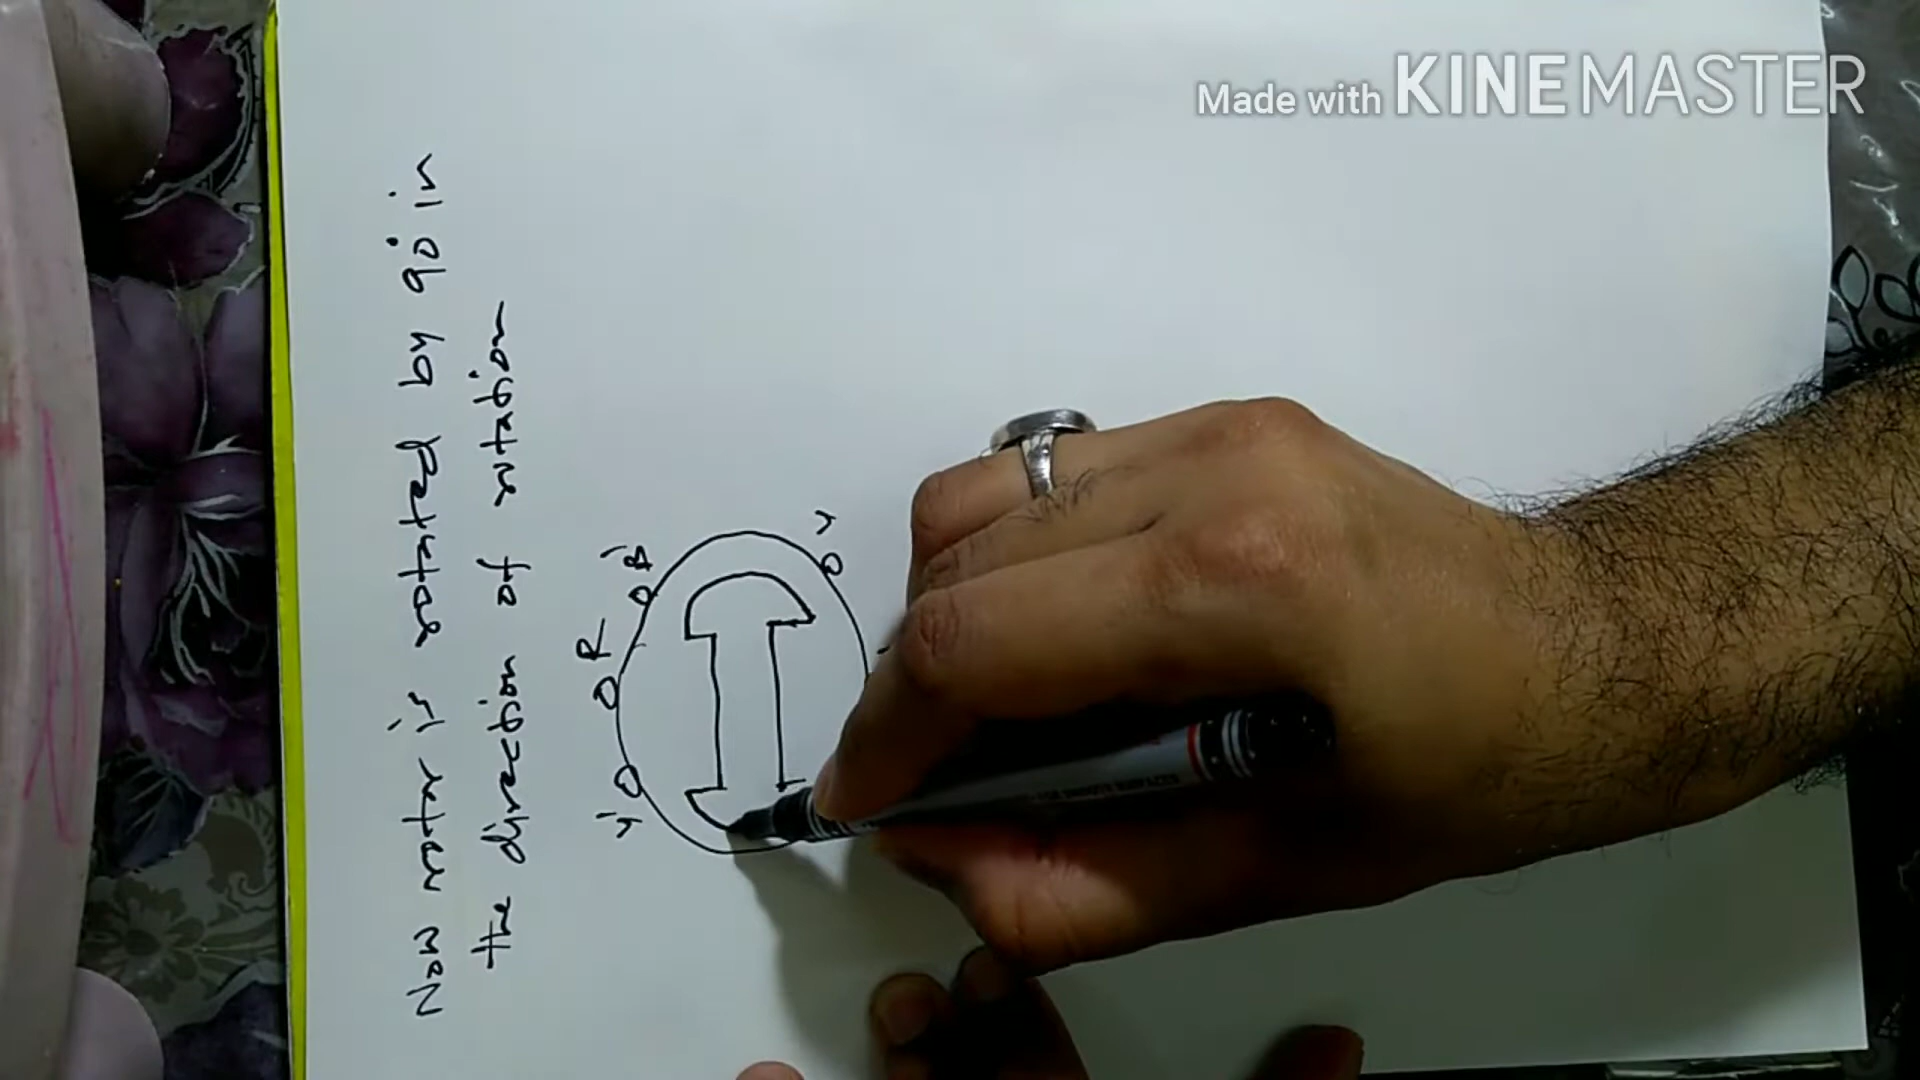 Made with KINEMASTER
Now rotor is rotated by 90 in
the direction of rotation
B'
R
Y
Y'